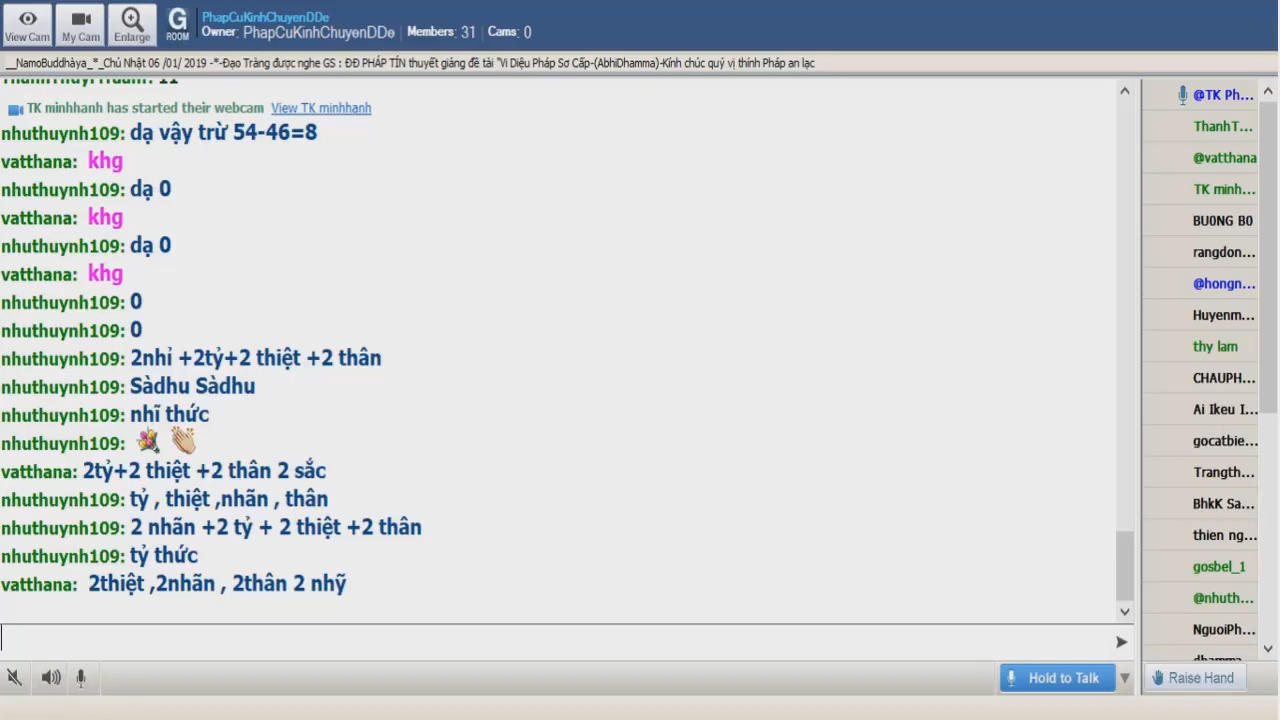 PhapCuKinhChuyenDDe
View Cam My Cam Enlarge G ROOM Owner: PhapCuKinhChuyenDDe Members: 31 Cams: 0
__NamoBuddhàya_*_Chủ Nhật 06 /01/ 2019 -*-Đạo Tràng được nghe GS : ĐĐ PHÁP TÍN thuyết giảng đề tài "Vi Diệu Pháp Sơ Cấp-(AbhiDhamma)-Kính chúc quý vị thính Pháp an lạc
TK minhhanh has started their webcam View TK minhhanh
nhuthuynh109: dạ vậy trừ 54-46=8
vatthana: khg
nhuthuynh109: dạ 0
vatthana: khg
nhuthuynh109: dạ 0
vatthana: khg
nhuthuynh109: 0
nhuthuynh109: 0
nhuthuynh109: 2nhỉ +2tỷ+2 thiệt +2 thân
nhuthuynh109: Sàdhu Sàdhu
nhuthuynh109: nhĩ thức
nhuthuynh109:
vatthana: 2tỷ+2 thiệt +2 thân 2 sắc
nhuthuynh109: tỷ , thiệt ,nhãn , thân
nhuthuynh109: 2 nhãn +2 tỷ + 2 thiệt +2 thân
nhuthuynh109: tỷ thức
vatthana: 2thiệt ,2nhãn , 2thân 2 nhỹ
@TK Ph...
ThanhT...
@vatthana
TK minh...
BU0NG B0
rangdon...
@hongn...
Huyenm...
thy lam
CHAUPH...
Ai Ikeu I...
gocatbie...
Trangth...
BhkK Sa...
thien ng...
gosbel_1
@nhuth...
NguoiPh...
Hold to Talk
Raise Hand